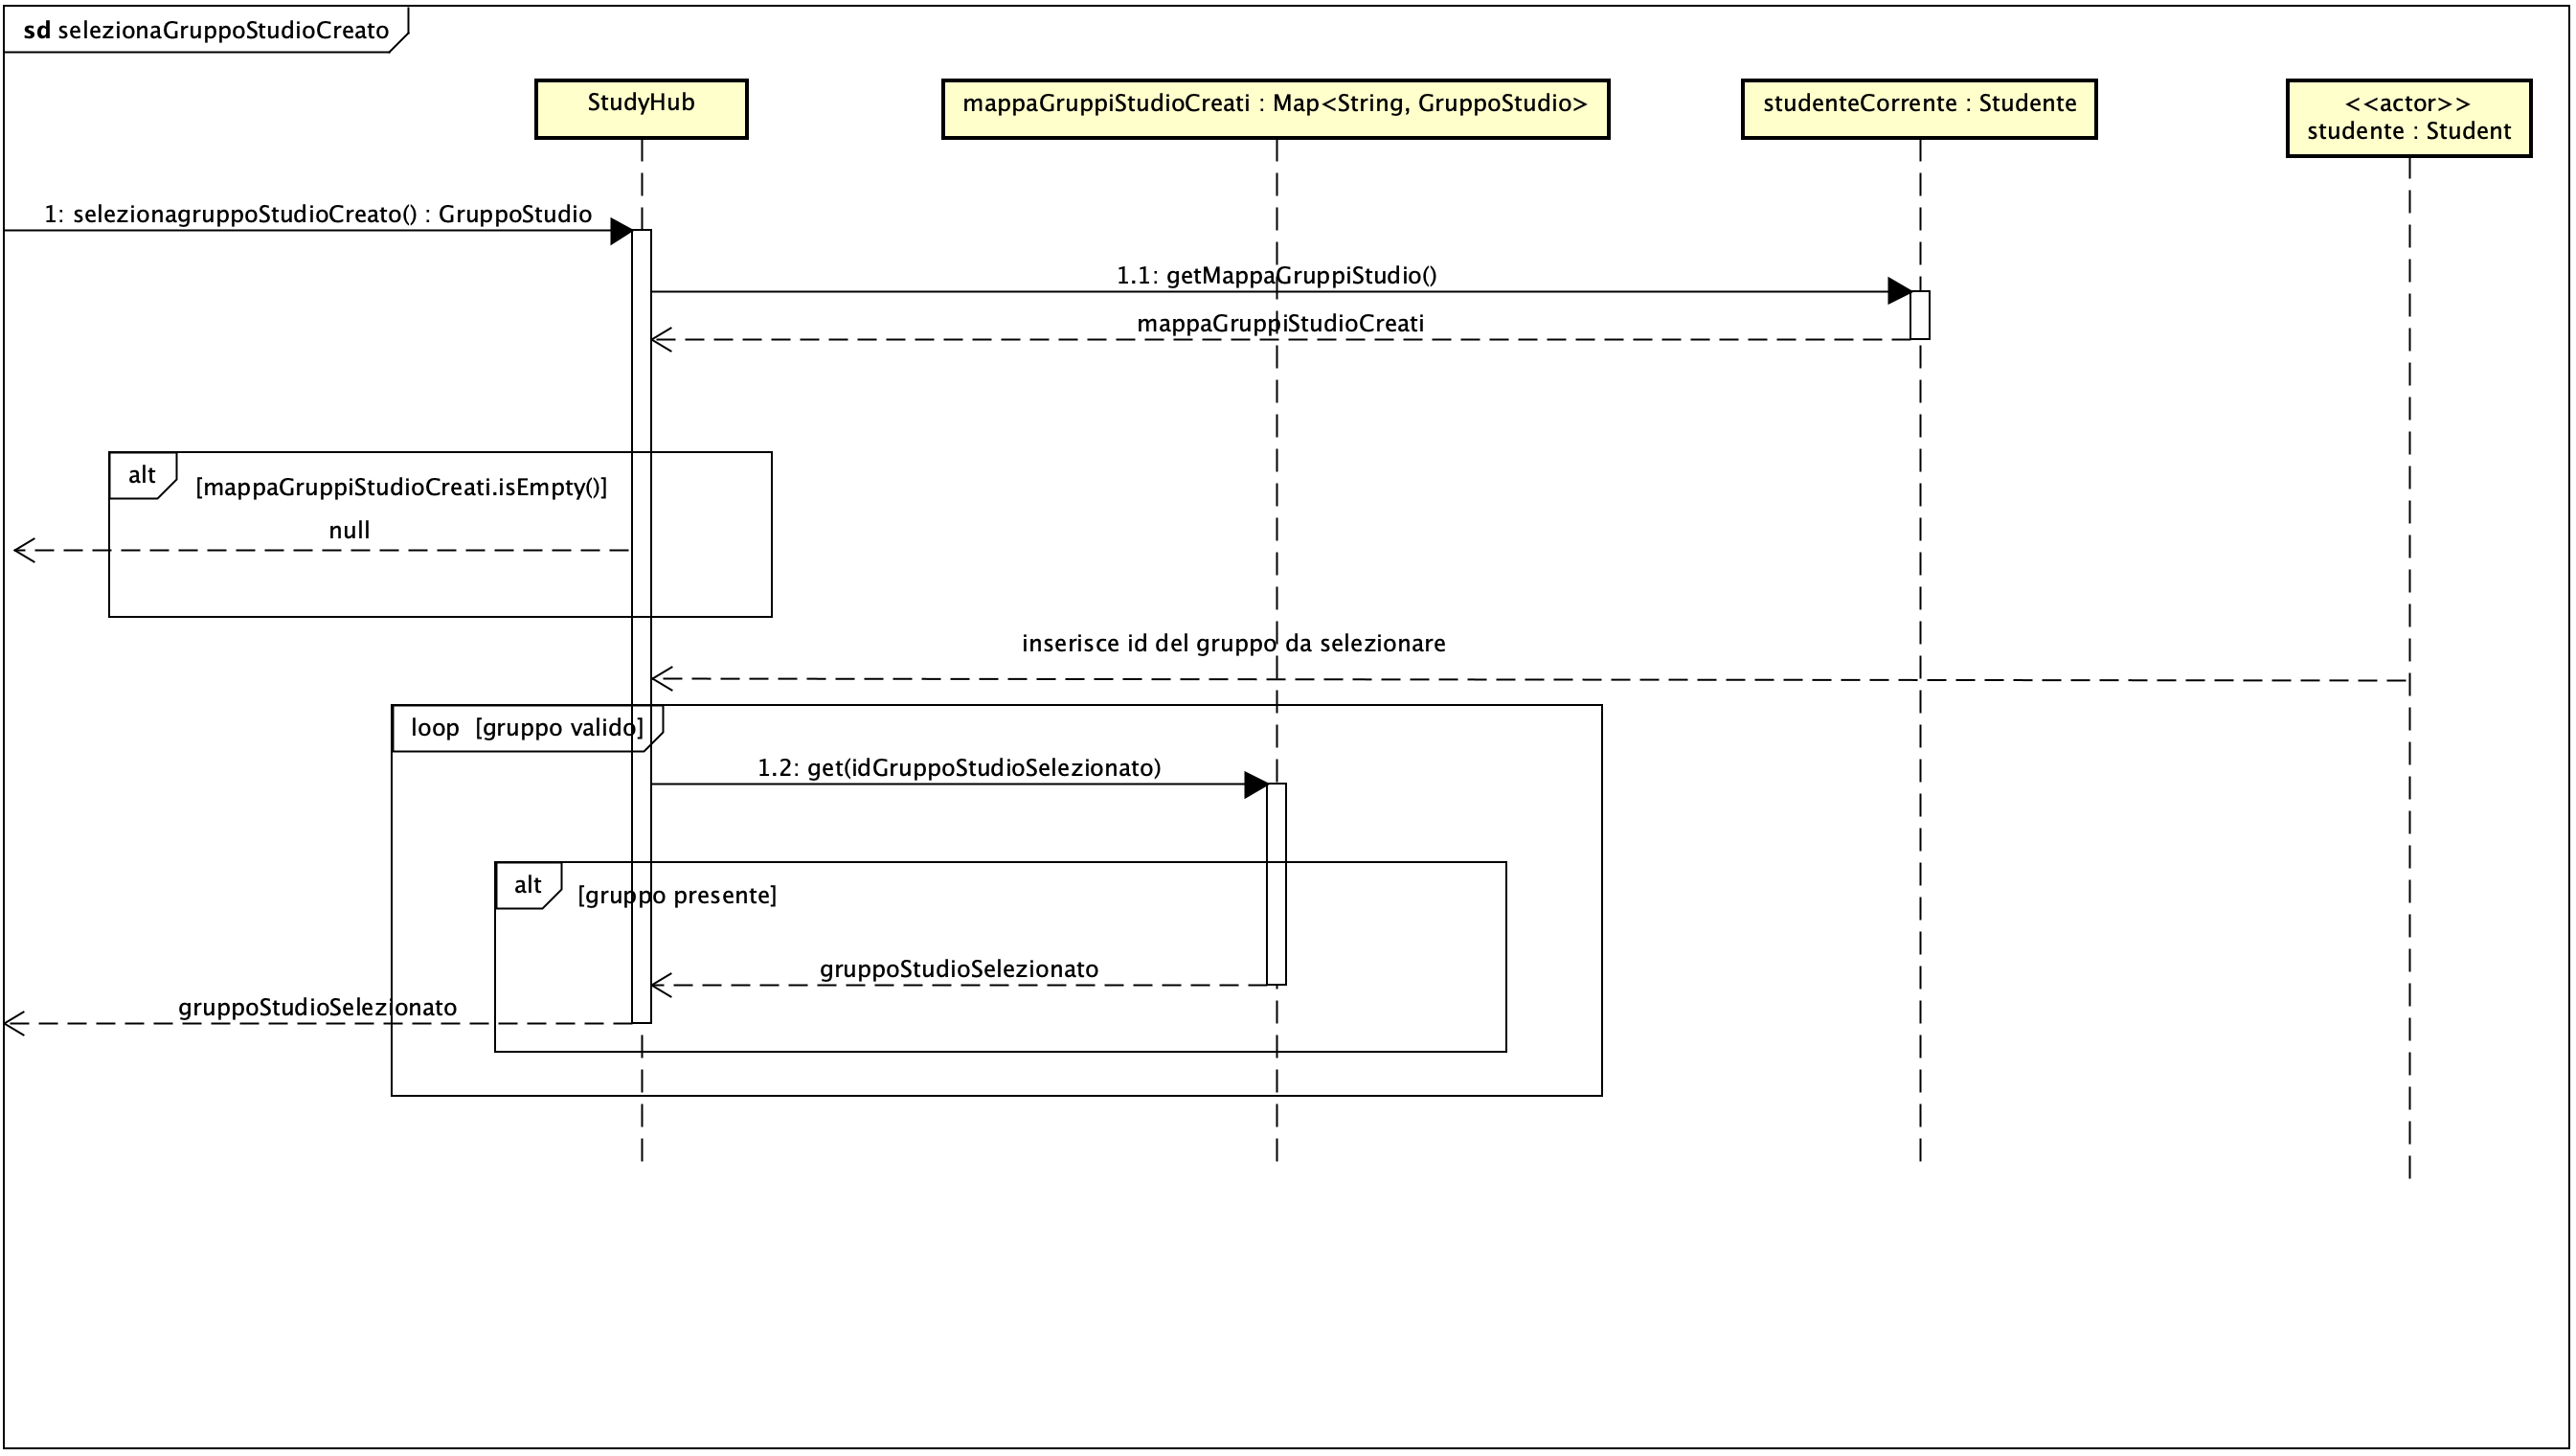 sd selezionaGruppoStudioCreato
StudyHub
mappaGruppiStudioCreati : Map<String, GruppoStudio>
studenteCorrente : Studente
<<actor>>
studente : Student
1: selezionagruppoStudioCreato() : GruppoStudio
1.1: getMappaGruppiStudio()
mappaGruppiStudioCreati
alt
[mappaGruppiStudioCreati.isEmpty()]
null
inserisce id del gruppo da selezionare
loop [gruppo valido]
1.2: get(idGruppoStudioSelezionato)
alt
[gruppo presente]
gruppoStudioSelezionato
gruppoStudioSelezionato